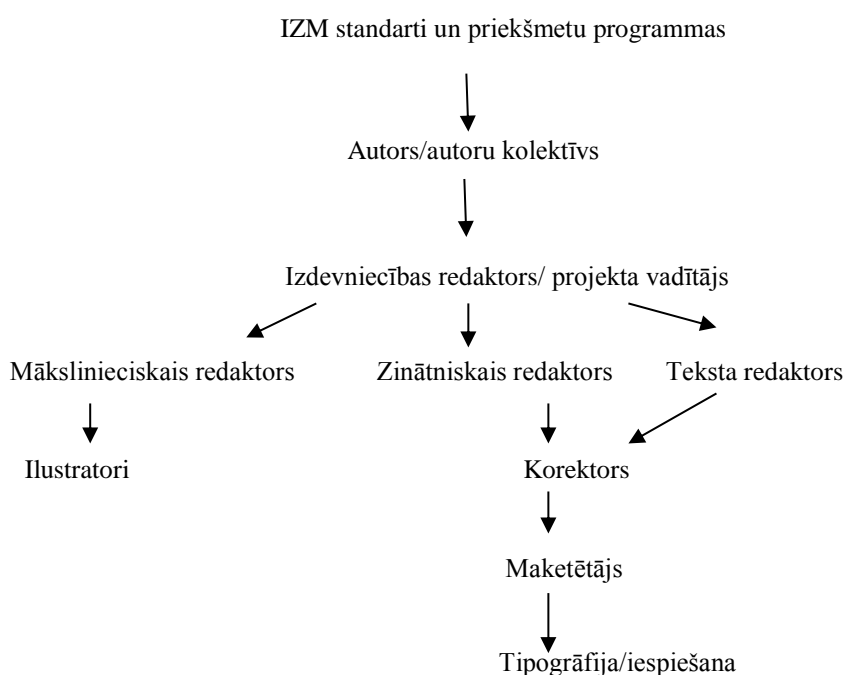 IZM standarti un priekšmetu programmas
Autors/autoru kolektīvs
Izdevniecības redaktors/ projekta vadītājs
Mākslinieciskais redaktors
Zinātniskais redaktors
Teksta redaktors
Ilustratori
Korektors
Maketētājs
Tipogrāfija/iespiešana